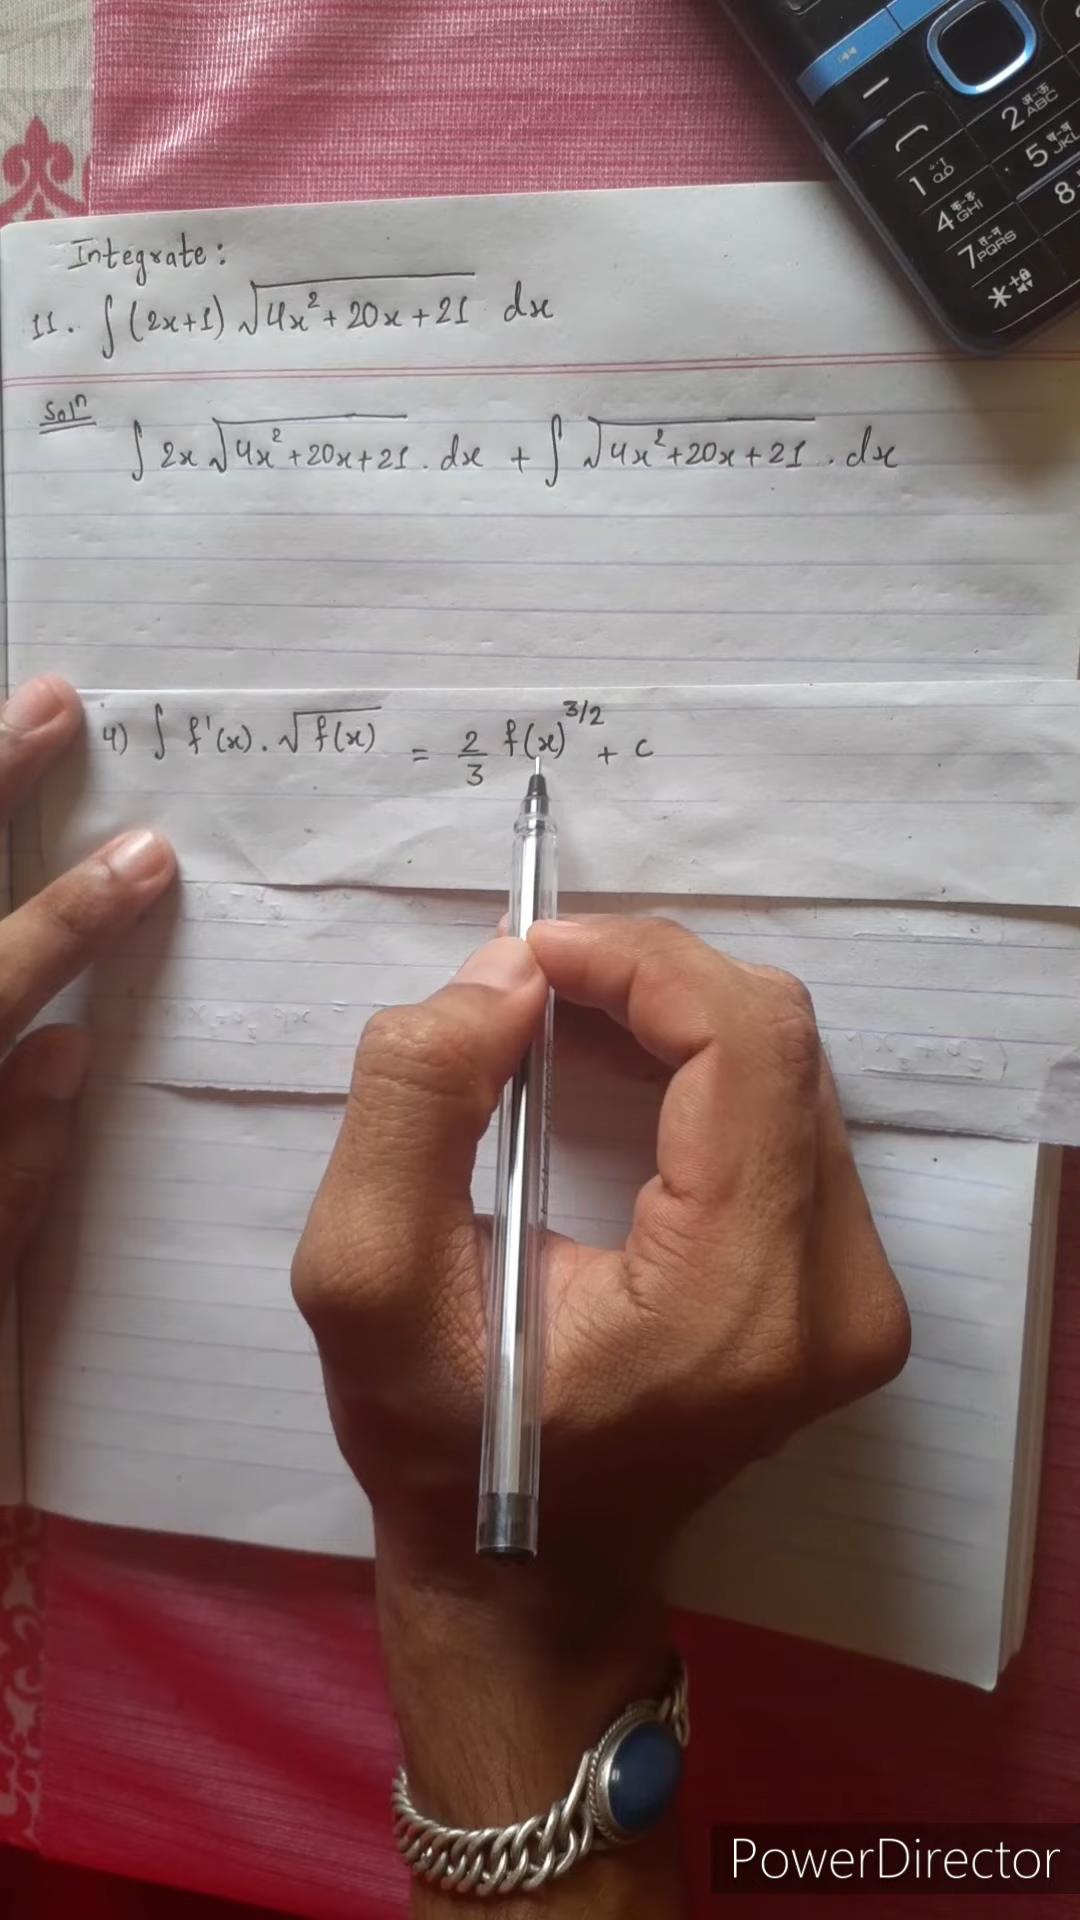 Integrate:
11. ∫ (2x+1) √4x²+20x+21 dx
Solⁿ
∫ 2x √4x²+20x+21 . dx + ∫ √4x²+20x+21 . dx
4) ∫ f'(x) . √f(x) = 2/3 f(x)^3/2 + c
2 अ-क ABC
1
5 JKL
4 GHI
8
7 PQRS
*
PowerDirector